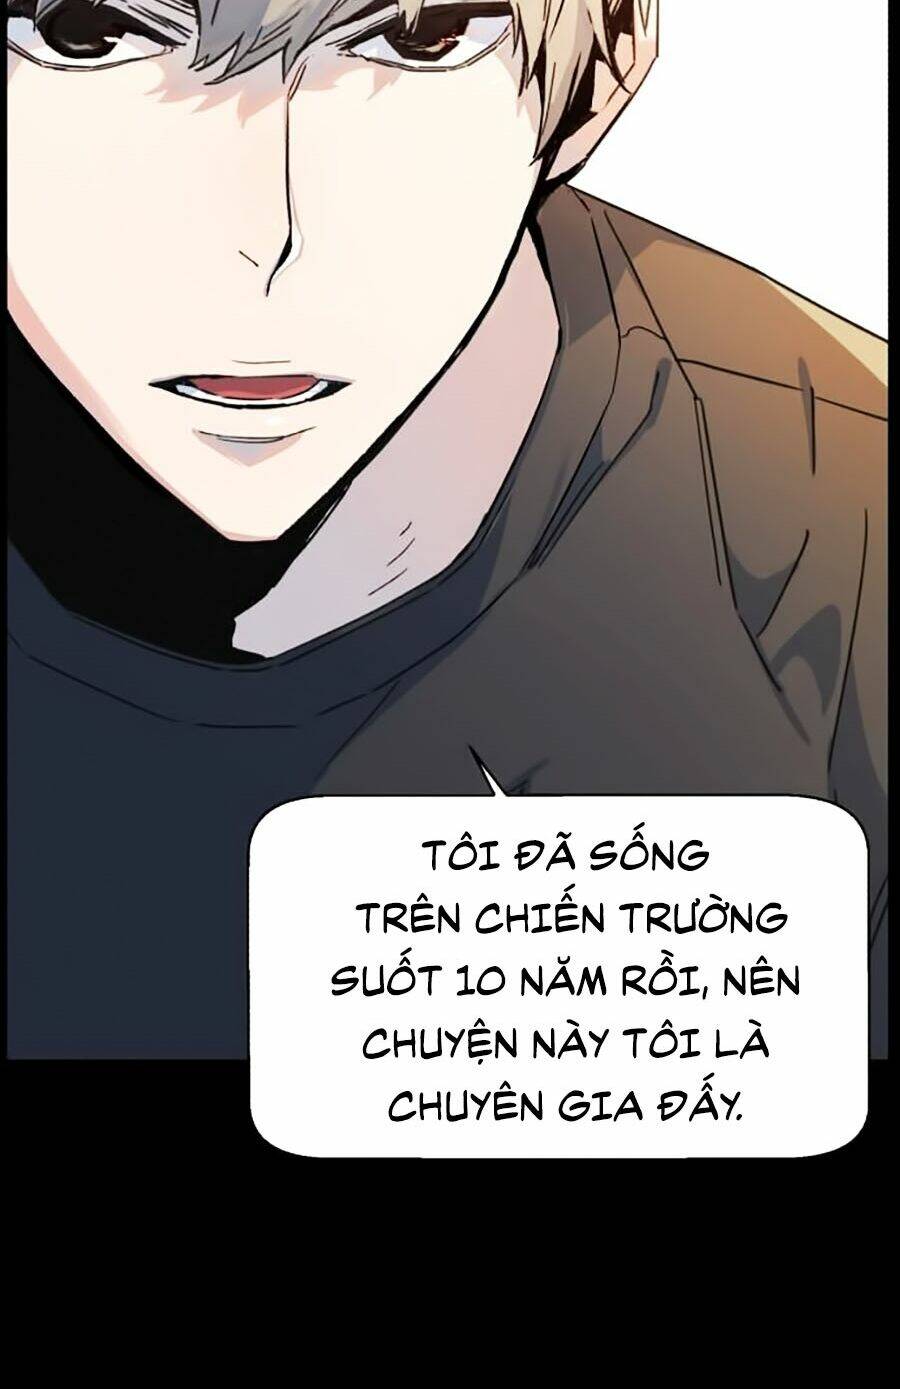 TÔI ĐÃ SỐNG
TRÊN CHIẾN TRƯỜNG
SUỐT 10 NĂM RỒI, NÊN
CHUYỆN NÀY TÔI LÀ
CHUYÊN GIA ĐẤY.